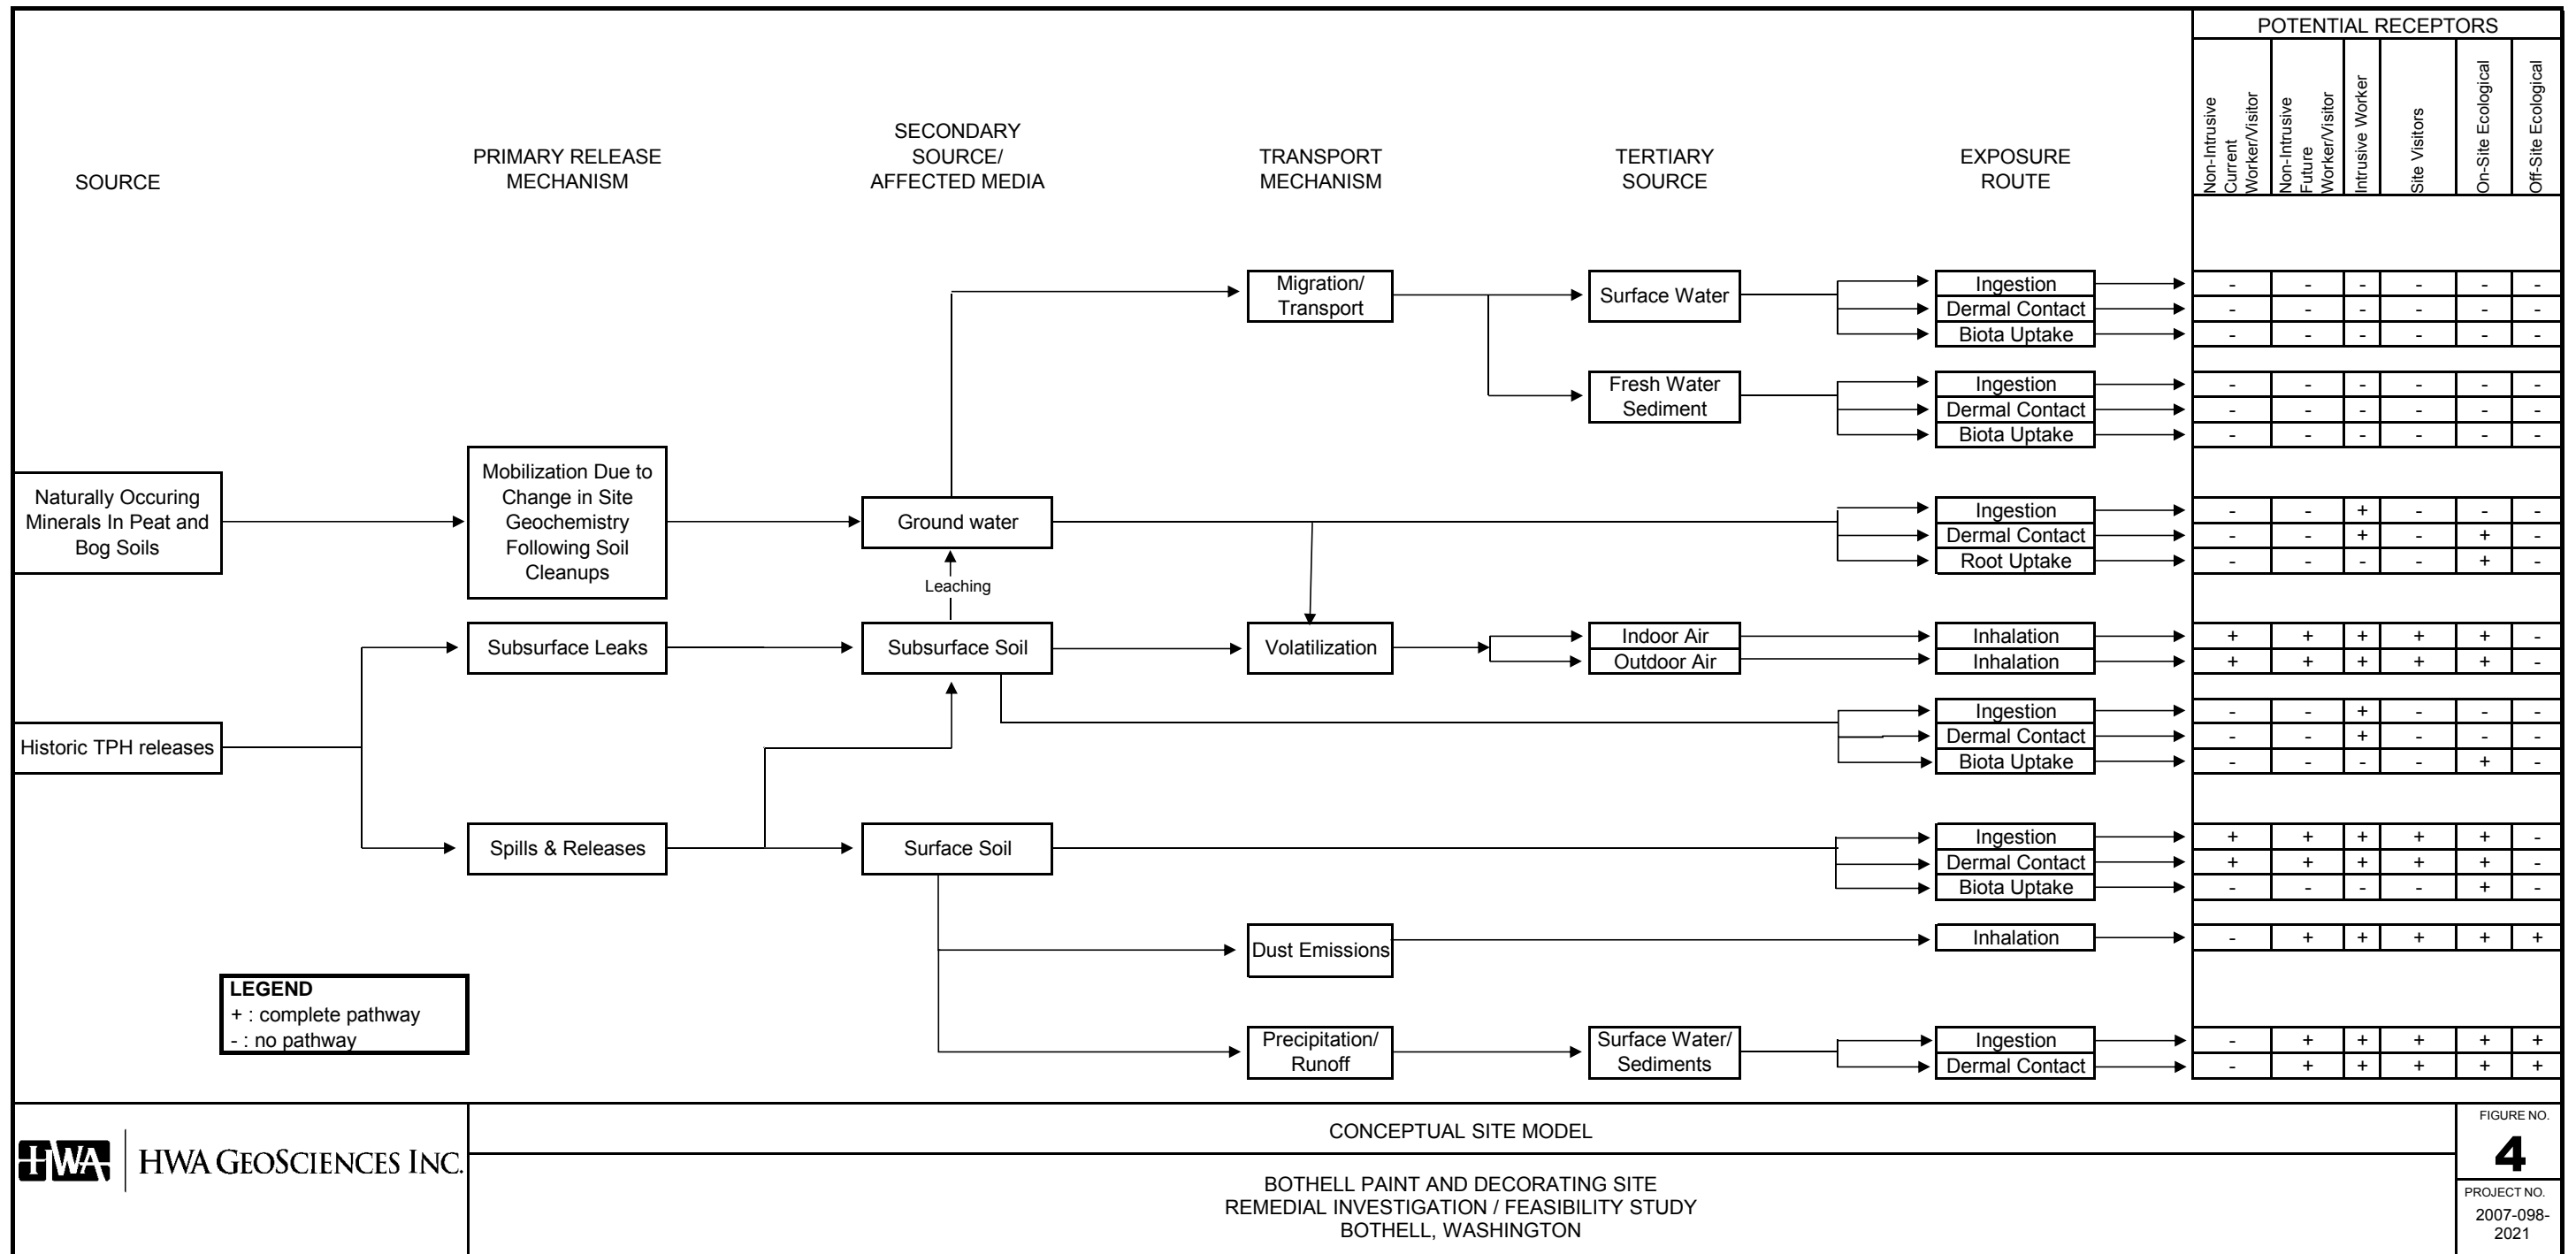 POTENTIAL RECEPTORS
Non-Intrusive
Current
Worker/Visitor
Non-Intrusive
Future
Worker/Visitor
Intrusive Worker
Site Visitors
On-Site Ecological
Off-Site Ecological
SOURCE
PRIMARY RELEASE
MECHANISM
SECONDARY
SOURCE/
AFFECTED MEDIA
TRANSPORT
MECHANISM
TERTIARY
SOURCE
EXPOSURE
ROUTE
Migration/
Transport
Surface Water
Ingestion - - - - - -
Dermal Contact - - - - - -
Biota Uptake - - - - - -
Fresh Water
Sediment
Ingestion - - - - - -
Dermal Contact - - - - - -
Biota Uptake - - - - - -
Naturally Occuring
Minerals In Peat and
Bog Soils
Mobilization Due to
Change in Site
Geochemistry
Following Soil
Cleanups
Ground water
Ingestion - - + - - -
Dermal Contact - - + - + -
Root Uptake - - - - + -
Leaching
Subsurface Leaks
Subsurface Soil
Volatilization
Indoor Air Inhalation + + + + + -
Outdoor Air Inhalation + + + + + -
Ingestion - - + - - -
Dermal Contact - - + - - -
Biota Uptake - - - - + -
Historic TPH releases
Spills & Releases
Surface Soil
Ingestion + + + + + -
Dermal Contact + + + + + -
Biota Uptake - - - - + -
Dust Emissions
Inhalation - + + + + +
Precipitation/
Runoff
Surface Water/
Sediments
Ingestion - + + + + +
Dermal Contact - + + + + +
LEGEND
+ : complete pathway
- : no pathway
HWA
HWA GEOSCIENCES INC.
CONCEPTUAL SITE MODEL
BOTHELL PAINT AND DECORATING SITE
REMEDIAL INVESTIGATION / FEASIBILITY STUDY
BOTHELL, WASHINGTON
FIGURE NO.
4
PROJECT NO.
2007-098-
2021